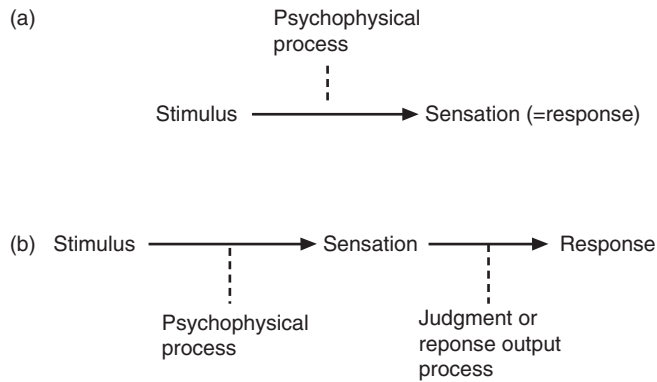 (a)
Psychophysical
process
Stimulus
Sensation (=response)
(b)
Stimulus
Sensation
Response
Psychophysical
process
Judgment or
reponse output
process